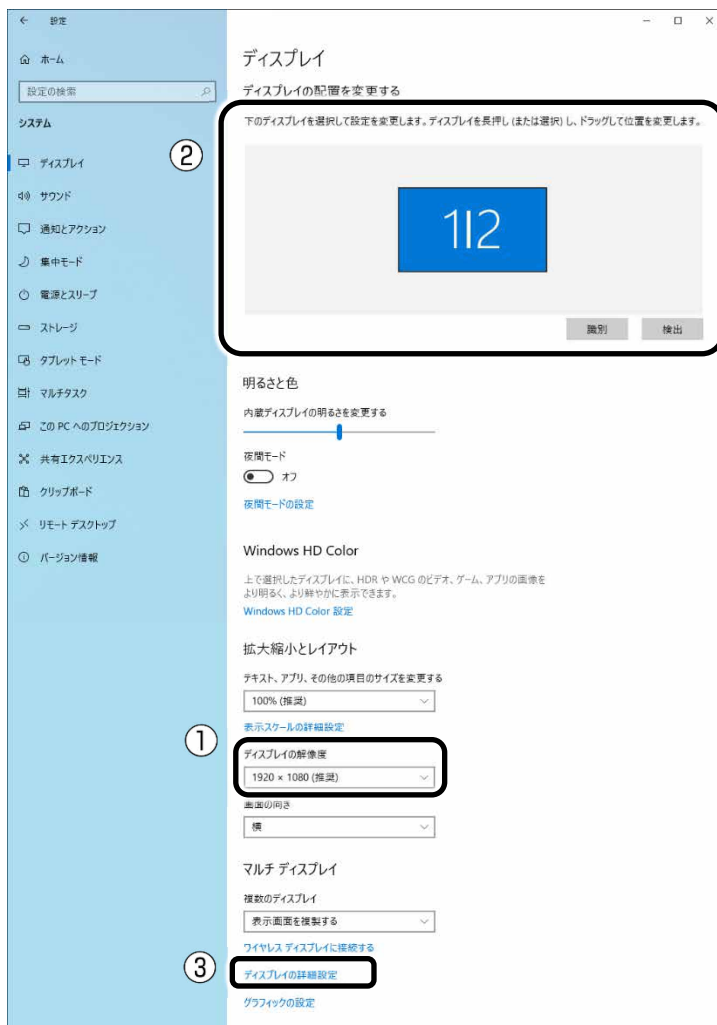 設定
ホーム
設定の検索
システム
ディスプレイ
サウンド
通知とアクション
集中モード
電源とスリープ
ストレージ
タブレット モード
マルチタスク
この PC へのプロジェクション
共有エクスペリエンス
クリップボード
リモート デスクトップ
バージョン情報
ディスプレイ
ディスプレイの配置を変更する
②
下のディスプレイを選択して設定を変更します。ディスプレイを長押し (または選択) し、ドラッグして位置を変更します。
1|2
識別
検出
明るさと色
内蔵ディスプレイの明るさを変更する
夜間モード
オフ
夜間モードの設定
Windows HD Color
上で選択したディスプレイに、HDR や WCG のビデオ、ゲーム、アプリの画像を
より明るく、より鮮やかに表示できます。
Windows HD Color 設定
拡大縮小とレイアウト
テキスト、アプリ、その他の項目のサイズを変更する
100% (推奨)
表示スケールの詳細設定
①
ディスプレイの解像度
1920 × 1080 (推奨)
画面の向き
横
マルチ ディスプレイ
複数のディスプレイ
表示画面を複製する
ワイヤレス ディスプレイに接続する
③
ディスプレイの詳細設定
グラフィックの設定